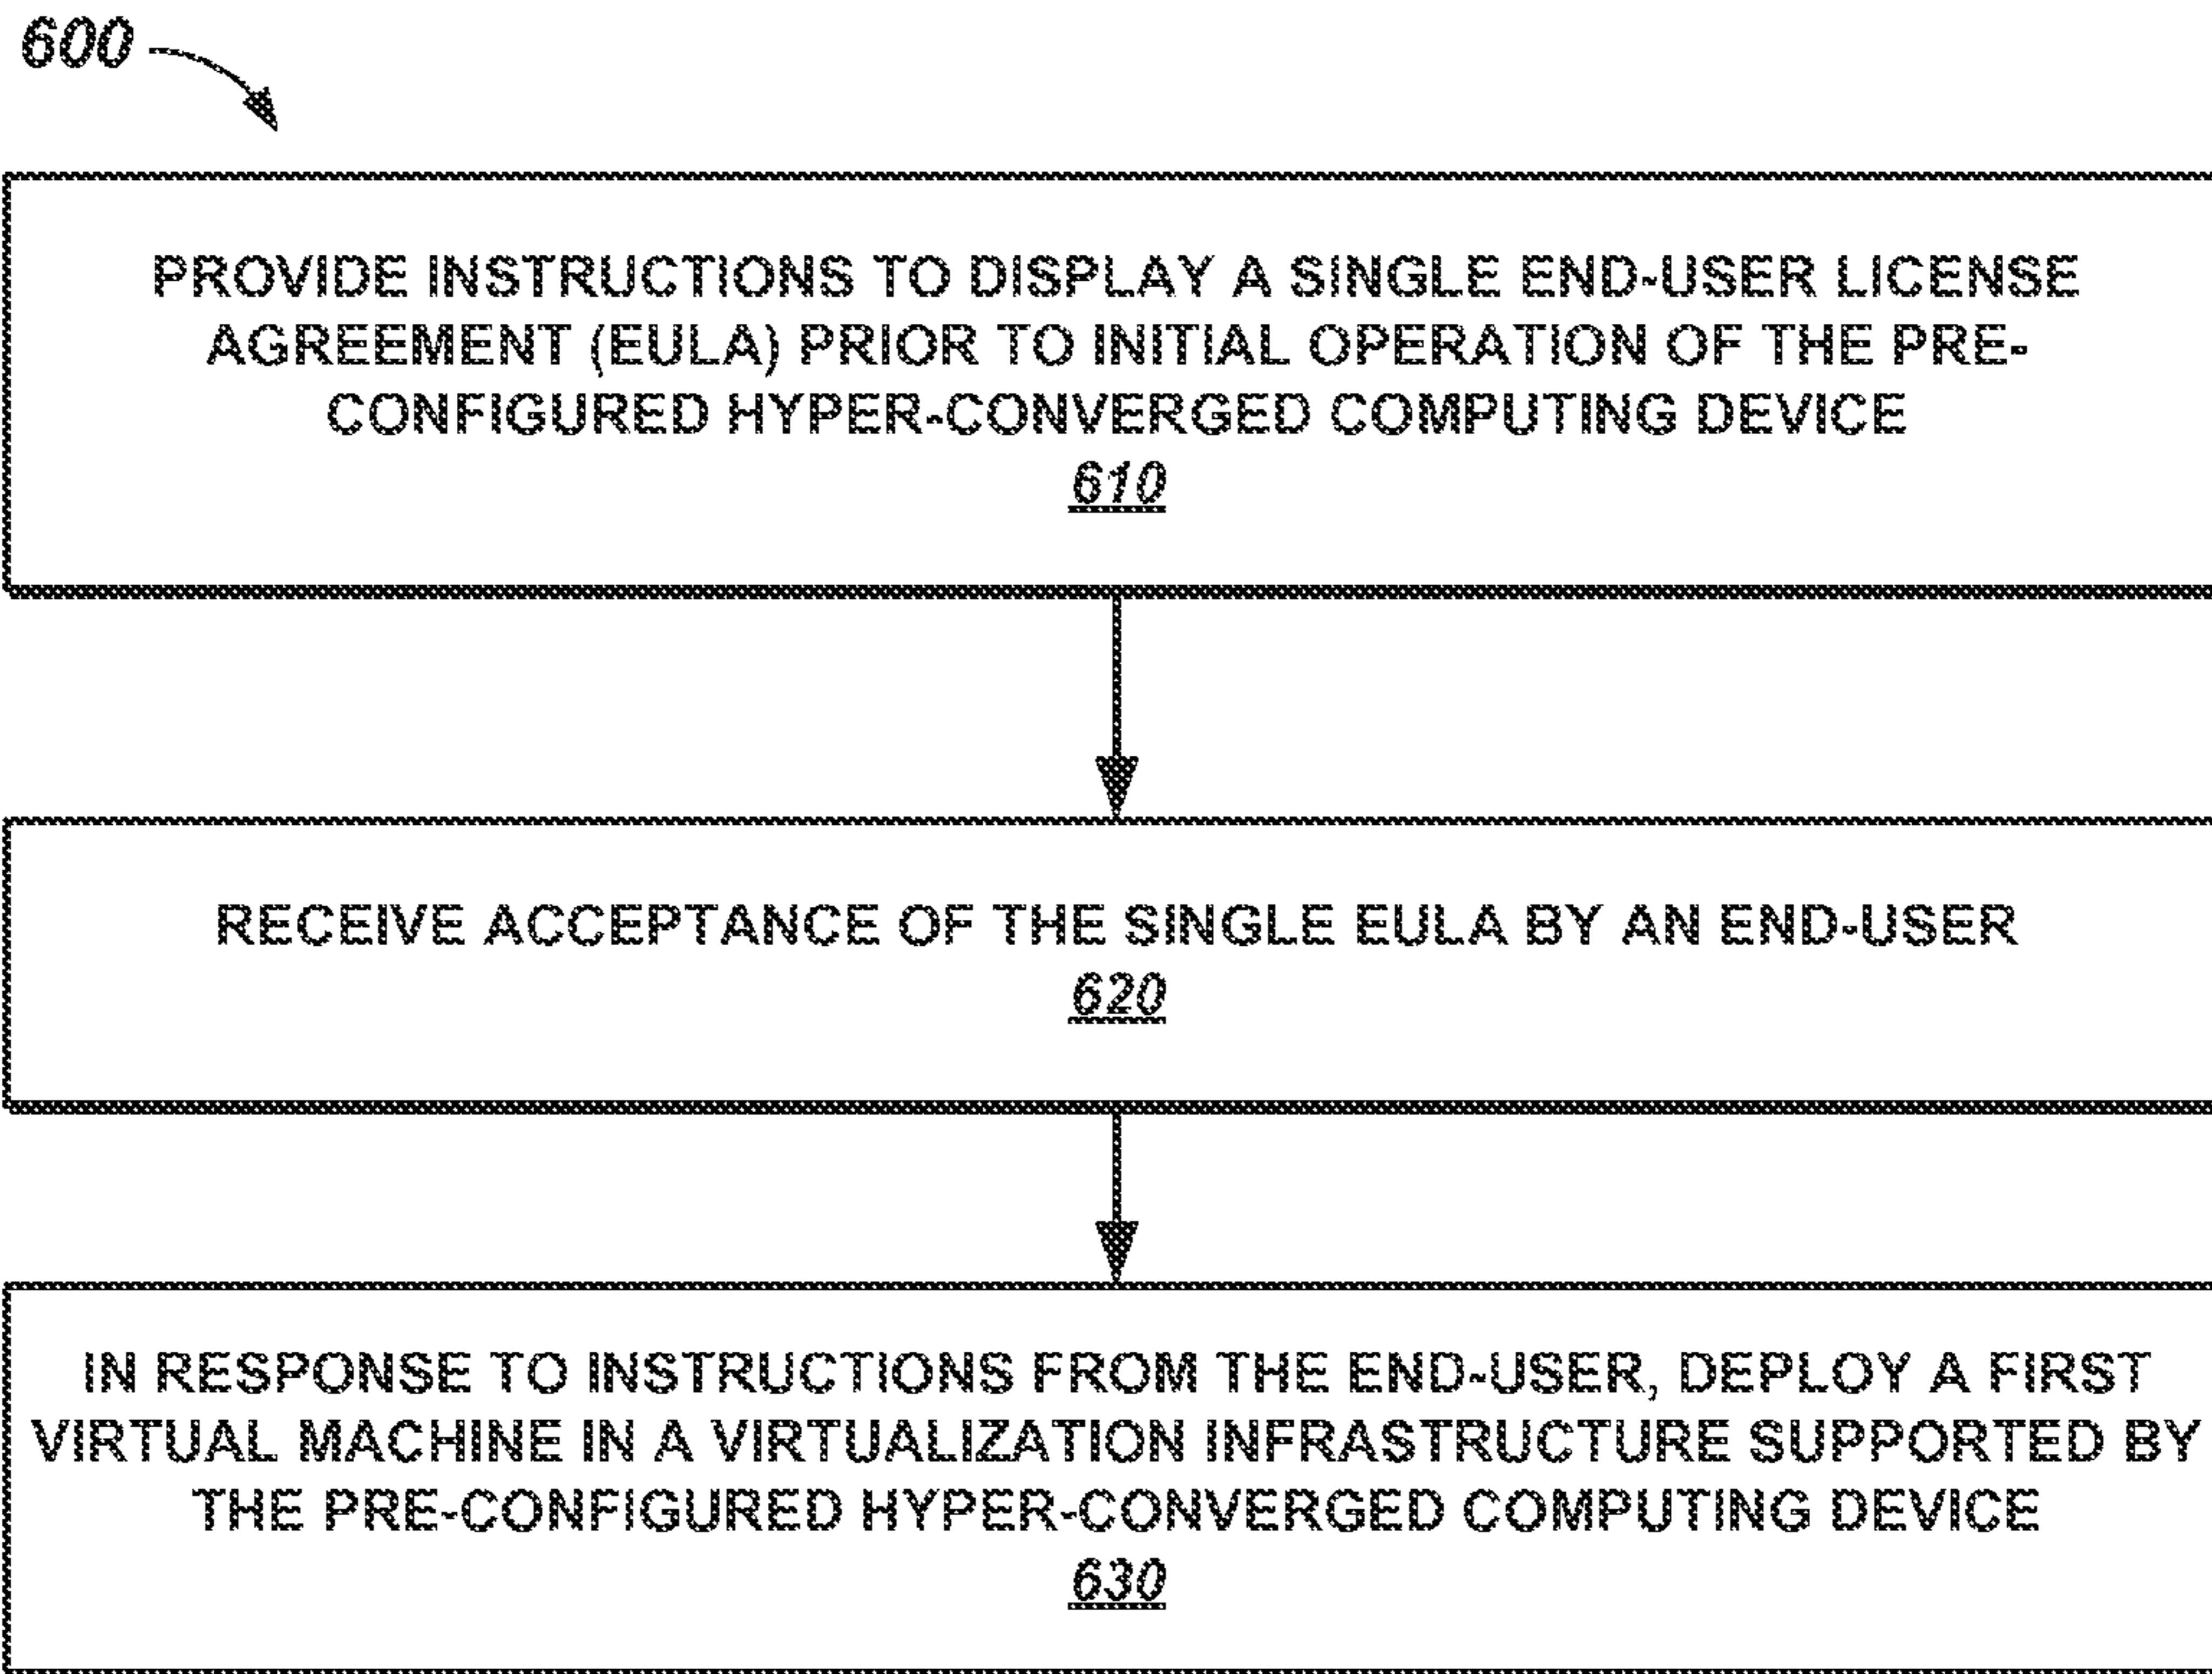 600
PROVIDE INSTRUCTIONS TO DISPLAY A SINGLE END-USER LICENSE
AGREEMENT (EULA) PRIOR TO INITIAL OPERATION OF THE PRE-
CONFIGURED HYPER-CONVERGED COMPUTING DEVICE
610
RECEIVE ACCEPTANCE OF THE SINGLE EULA BY AN END-USER
620
IN RESPONSE TO INSTRUCTIONS FROM THE END-USER, DEPLOY A FIRST
VIRTUAL MACHINE IN A VIRTUALIZATION INFRASTRUCTURE SUPPORTED BY
THE PRE-CONFIGURED HYPER-CONVERGED COMPUTING DEVICE
630